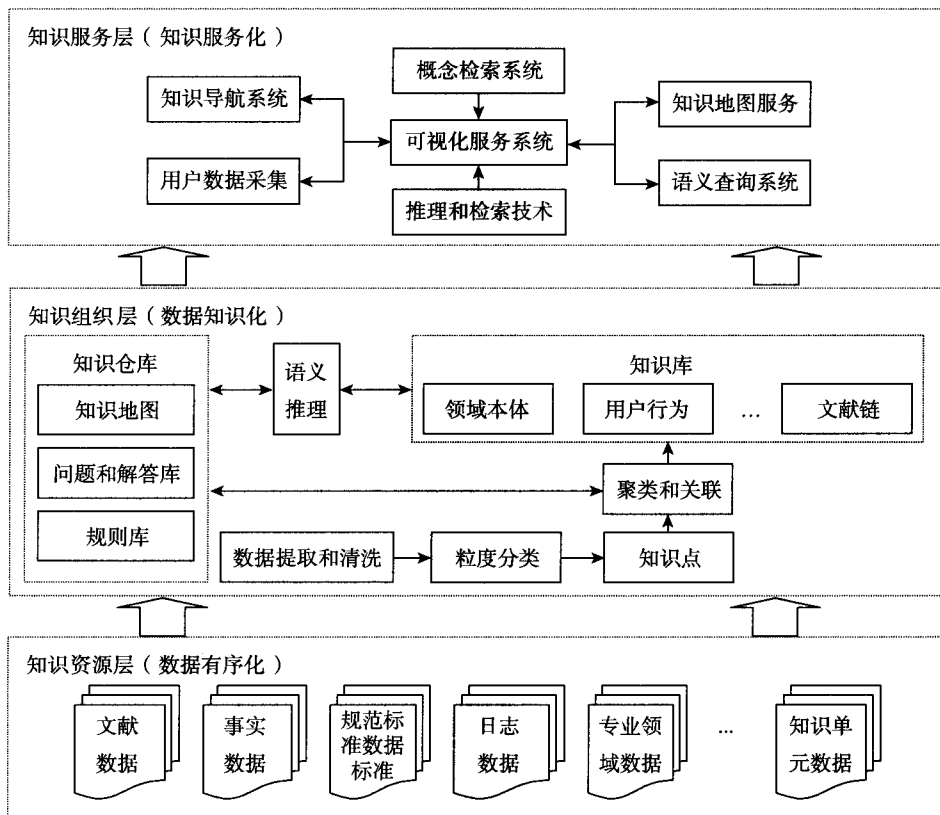 知识服务层（知识服务化）
概念检索系统
知识导航系统
知识地图服务
可视化服务系统
用户数据采集
语义查询系统
推理和检索技术
知识组织层（数据知识化）
知识仓库
知识地图
问题和解答库
规则库
语义
推理
知识库
领域本体
用户行为
…
文献链
聚类和关联
数据提取和清洗
粒度分类
知识点
知识资源层（数据有序化）
文献
数据
事实
数据
规范标
准数据
标准
日志
数据
专业领
域数据
…
知识单
元数据